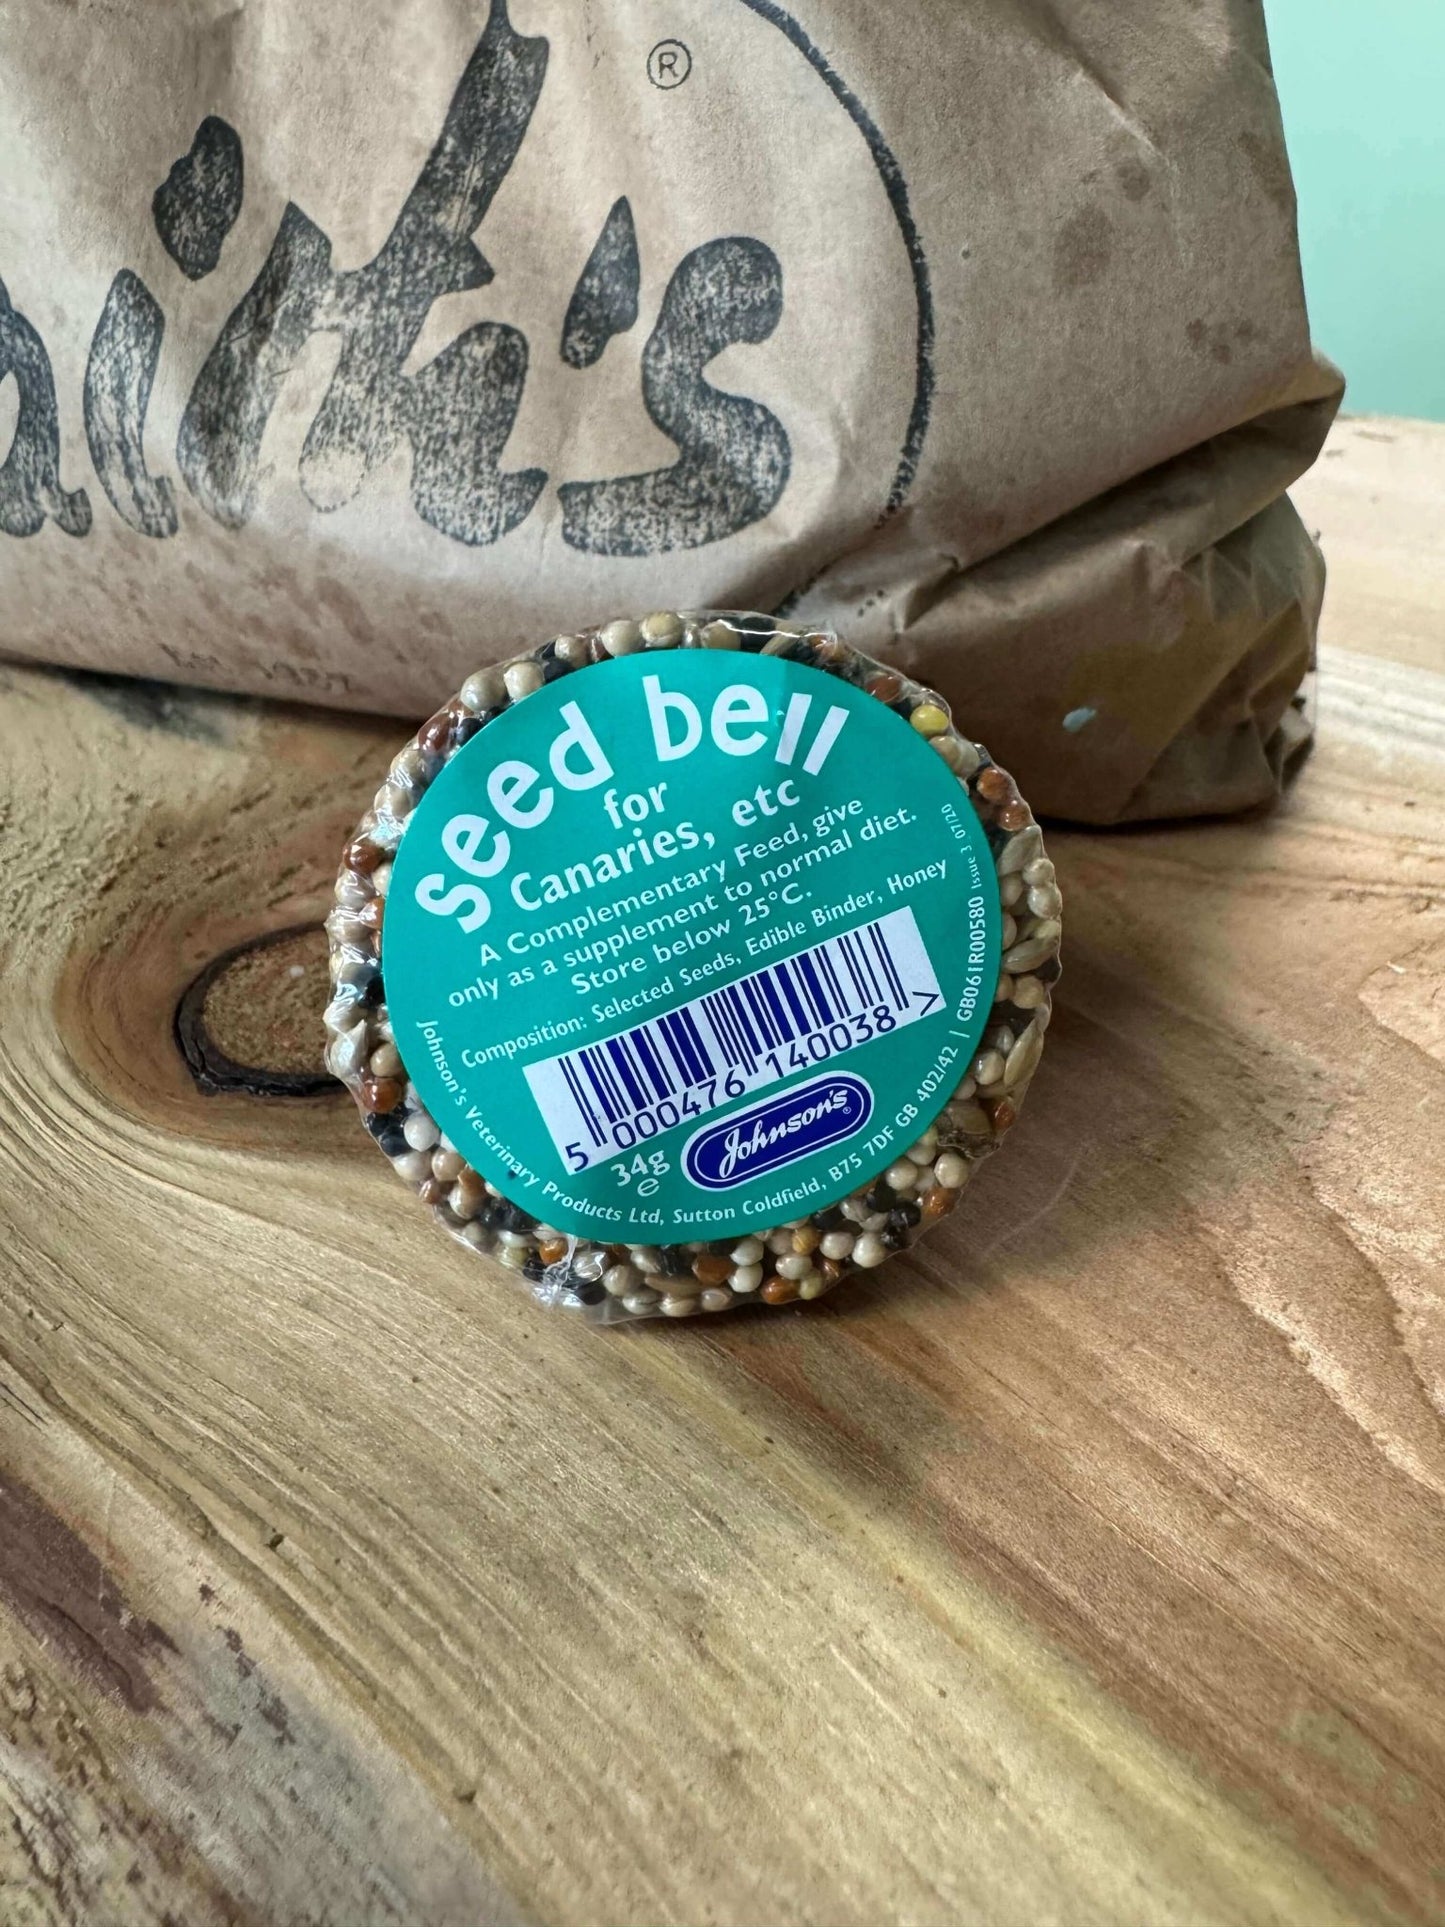 ®
Seed bell
for
Canaries, etc
A Complementary Feed, give
only as a supplement to normal diet.
Store below 25°C.
Composition: Selected Seeds, Edible Binder, Honey
5 000476 140038 >
34g
e
Johnson's
®
Johnson's Veterinary Products Ltd, Sutton Coldfield, B75 7DF GB 402/42 | GB061R00580 Issue 3, 07/20